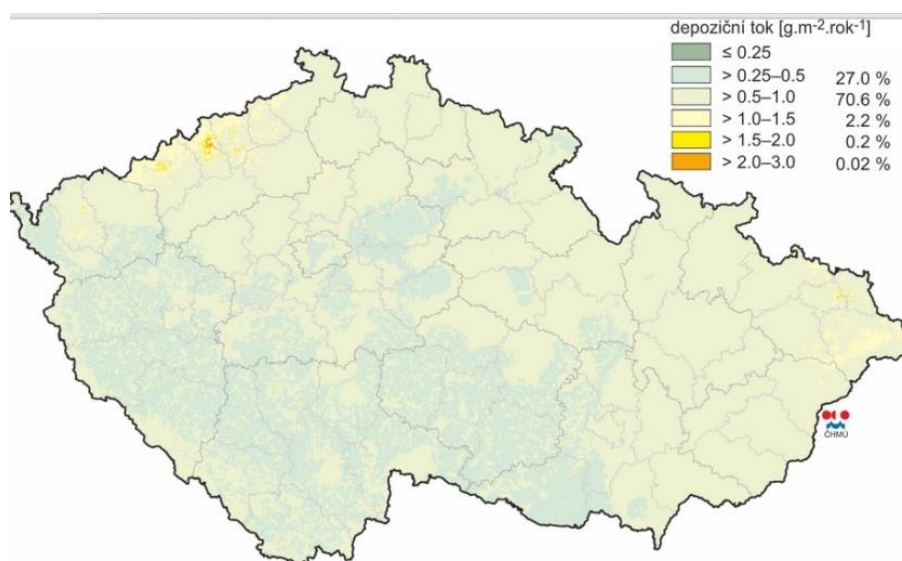 depoziční tok [g.m-2.rok-1]
≤ 0.25
> 0.25–0.5 27.0 %
> 0.5–1.0 70.6 %
> 1.0–1.5 2.2 %
> 1.5–2.0 0.2 %
> 2.0–3.0 0.02 %
ČHMÚ